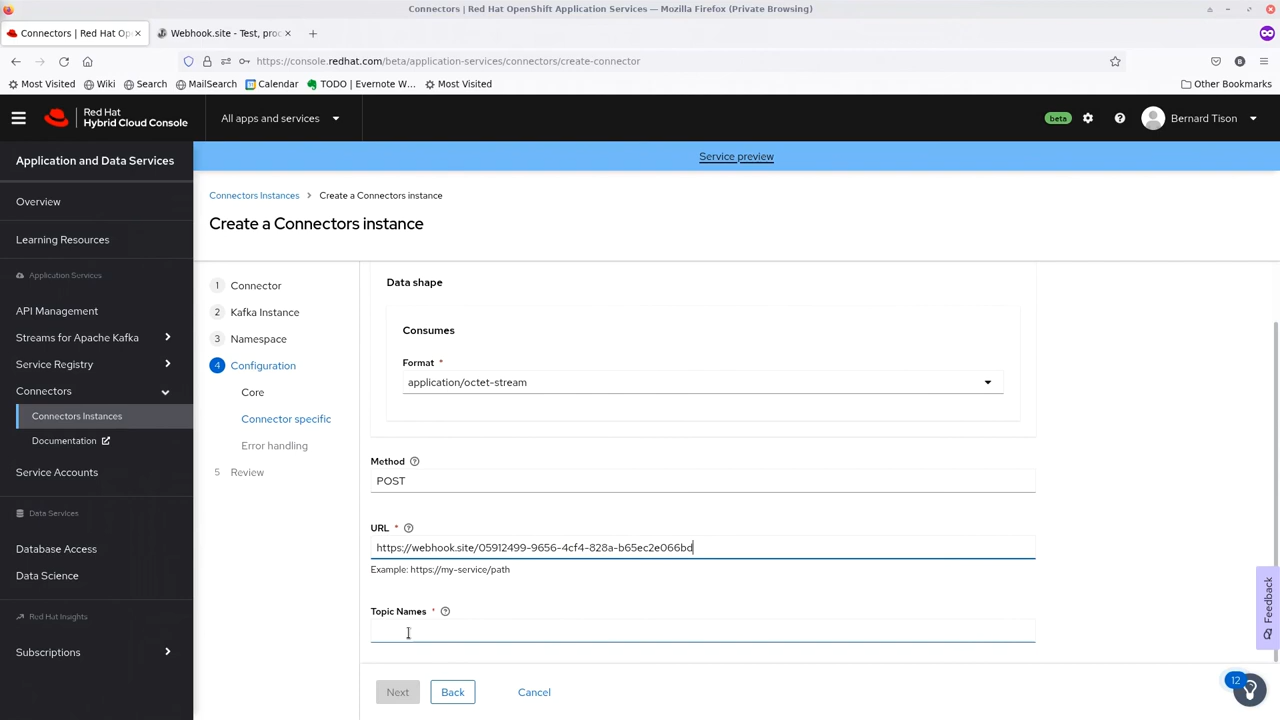 Connectors | Red Hat OpenShift Application Services — Mozilla Firefox (Private Browsing)
Connectors | Red Hat Op
Webhook.site - Test, proc
https://console.redhat.com/beta/application-services/connectors/create-connector
Most Visited
Wiki
Search
MailSearch
Calendar
TODO | Evernote W...
Most Visited
Other Bookmarks
Red Hat
Hybrid Cloud Console
All apps and services
beta
Bernard Tison
Application and Data Services
Overview
Learning Resources
Application Services
API Management
Streams for Apache Kafka
Service Registry
Connectors
Connectors Instances
Documentation
Service Accounts
Data Services
Database Access
Data Science
Red Hat Insights
Subscriptions
Service preview
Connectors Instances > Create a Connectors instance
Create a Connectors instance
1 Connector
2 Kafka Instance
3 Namespace
4 Configuration
Core
Connector specific
Error handling
5 Review
Data shape
Consumes
Format *
application/octet-stream
Method
POST
URL *
https://webhook.site/05912499-9656-4cf4-828a-b65ec2e066bd
Example: https://my-service/path
Topic Names *
Next
Back
Cancel
Feedback
12